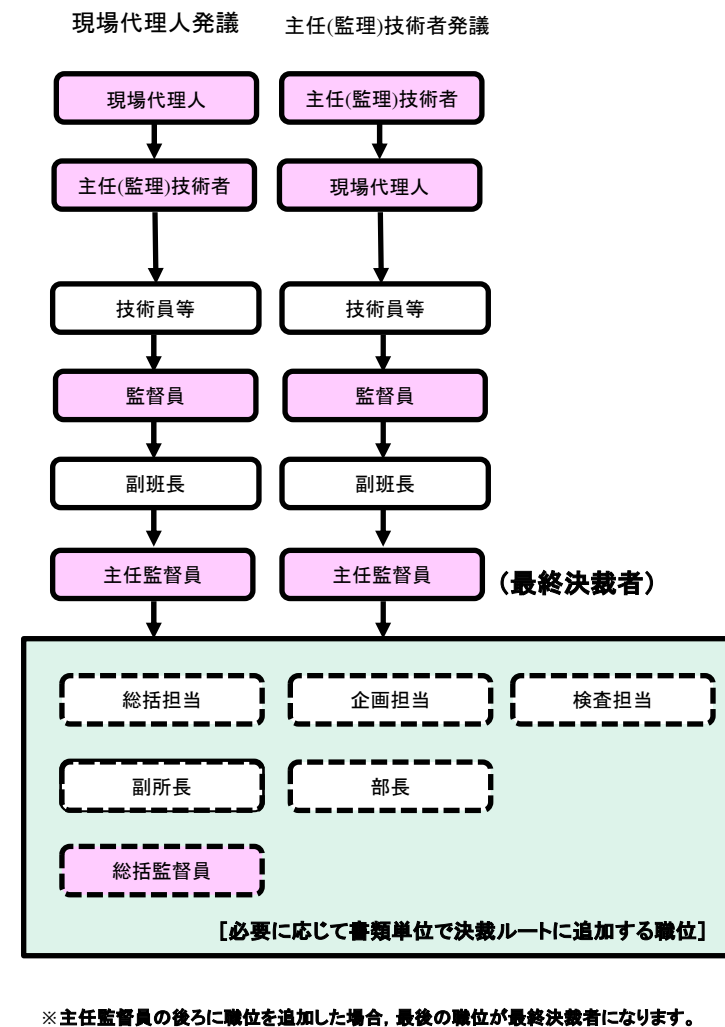 現場代理人発議
主任(監理)技術者発議
現場代理人
主任(監理)技術者
主任(監理)技術者
現場代理人
技術員等
技術員等
監督員
監督員
副班長
副班長
主任監督員
主任監督員
（最終決裁者）
総括担当
企画担当
検査担当
副所長
部長
総括監督員
［必要に応じて書類単位で決裁ルートに追加する職位］
※主任監督員の後ろに職位を追加した場合，最後の職位が最終決裁者になります。